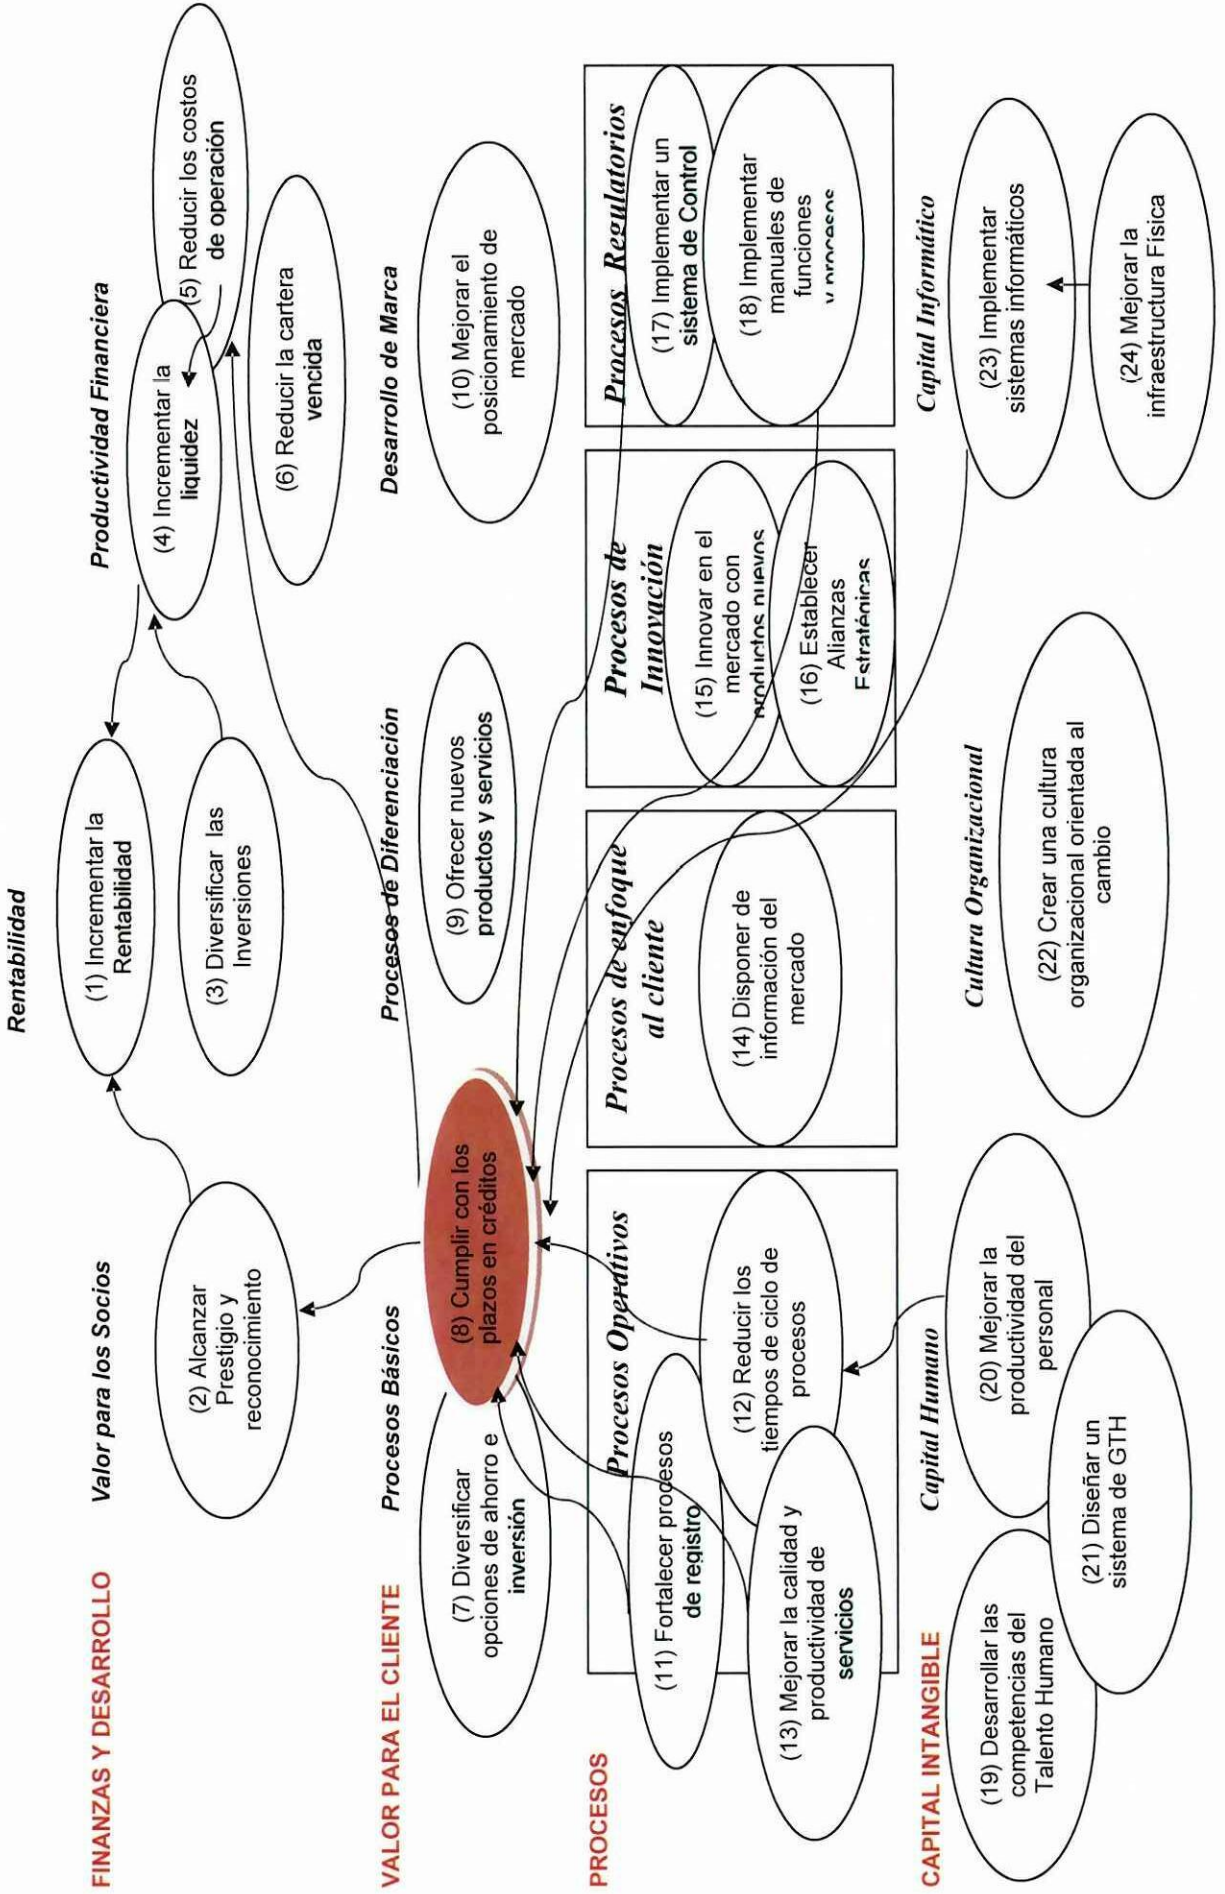 FINANZAS Y DESARROLLO
Rentabilidad
Valor para los Socios
Productividad Financiera
(1) Incrementar la
Rentabilidad
(2) Alcanzar
Prestigio y
reconocimiento
(3) Diversificar las
Inversiones
(4) Incrementar la
liquidez
(5) Reducir los costos
de operación
(6) Reducir la cartera
vencida
VALOR PARA EL CLIENTE
Procesos Básicos
Procesos de Diferenciación
Desarrollo de Marca
(7) Diversificar
opciones de ahorro e
inversión
(8) Cumplir con los
plazos en créditos
(9) Ofrecer nuevos
productos y servicios
(10) Mejorar el
posicionamiento de
mercado
PROCESOS
Procesos Operativos
(11) Fortalecer procesos
de registro
(12) Reducir los
tiempos de ciclo de
procesos
(13) Mejorar la calidad y
productividad de
servicios
Procesos de enfoque
al cliente
(14) Disponer de
información del
mercado
Procesos de
Innovación
(15) Innovar en el
mercado con
productos nuevos
(16) Establecer
Alianzas
Estratégicas
Procesos Regulatorios
(17) Implementar un
sistema de Control
(18) Implementar
manuales de
funciones
y procesos
CAPITAL INTANGIBLE
Capital Humano
(19) Desarrollar las
competencias del
Talento Humano
(20) Mejorar la
productividad del
personal
(21) Diseñar un
sistema de GTH
Cultura Organizacional
(22) Crear una cultura
organizacional orientada al
cambio
Capital Informático
(23) Implementar
sistemas informáticos
(24) Mejorar la
infraestructura Física